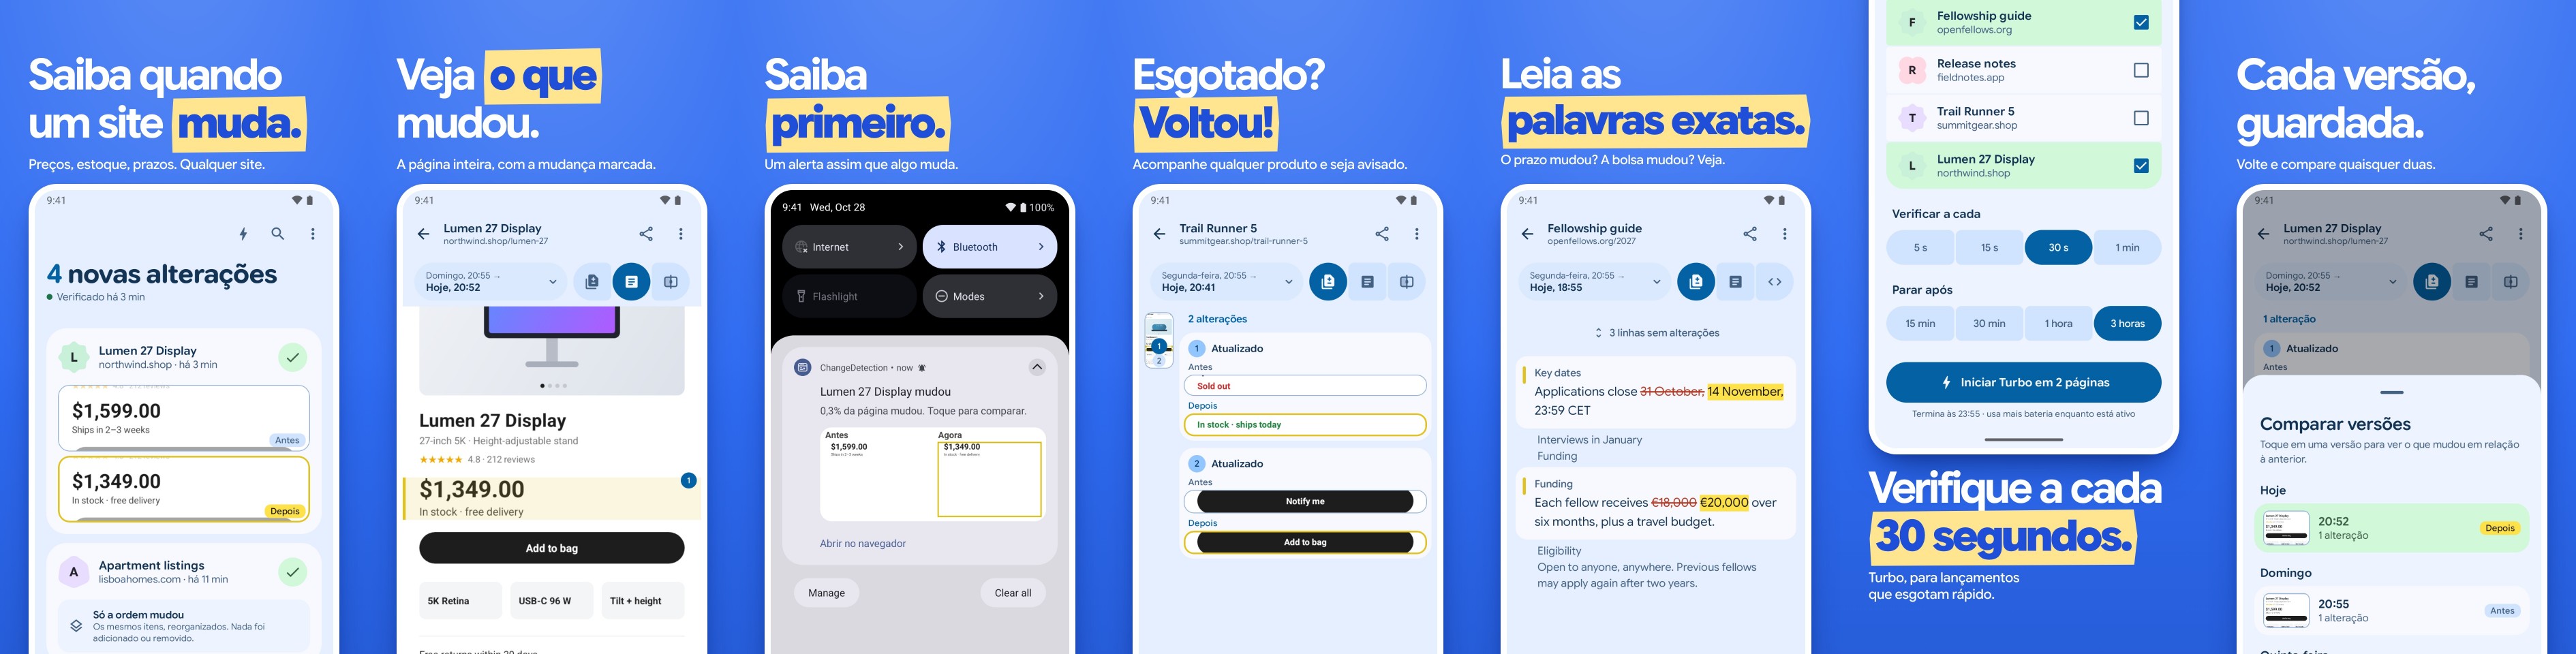 Saiba quando
um site muda.
Preços, estoque, prazos. Qualquer site.
9:41
4 novas alterações
Verificado há 3 min
L
Lumen 27 Display
northwind.shop · há 3 min
$1,599.00
Ships in 2–3 weeks
Antes
$1,349.00
In stock · free delivery
Depois
A
Apartment listings
lisboahomes.com · há 11 min
Só a ordem mudou
Os mesmos itens, reorganizados. Nada foi
adicionado ou removido.
Veja o que
mudou.
A página inteira, com a mudança marcada.
9:41
Lumen 27 Display
northwind.shop/lumen-27
Domingo, 20:55 →
Hoje, 20:52
Lumen 27 Display
27-inch 5K · Height-adjustable stand
★★★★★ 4.8 · 212 reviews
$1,349.00
1
In stock · free delivery
Add to bag
5K Retina
USB-C 96 W
Tilt + height
Saiba
primeiro.
Um alerta assim que algo muda.
9:41 Wed, Oct 28
100%
Internet
Bluetooth
Flashlight
Modes
ChangeDetection • now
Lumen 27 Display mudou
0,3% da página mudou. Toque para comparar.
Antes
$1,599.00
Ships in 2–3 weeks
Agora
$1,349.00
In stock · free delivery
Abrir no navegador
Manage
Clear all
Esgotado?
Voltou!
Acompanhe qualquer produto e seja avisado.
9:41
Trail Runner 5
summitgear.shop/trail-runner-5
Segunda-feira, 20:55 →
Hoje, 20:41
1
2
2 alterações
1 Atualizado
Antes
Sold out
Depois
In stock · ships today
2 Atualizado
Antes
Notify me
Depois
Add to bag
Leia as
palavras exatas.
O prazo mudou? A bolsa mudou? Veja.
9:41
Fellowship guide
openfellows.org/2027
Segunda-feira, 20:55 →
Hoje, 18:55
3 linhas sem alterações
Key dates
Applications close 31 October, 14 November,
23:59 CET
Interviews in January
Funding
Funding
Each fellow receives €18,000 €20,000 over
six months, plus a travel budget.
Eligibility
Open to anyone, anywhere. Previous fellows
may apply again after two years.
F
Fellowship guide
openfellows.org
R
Release notes
fieldnotes.app
T
Trail Runner 5
summitgear.shop
L
Lumen 27 Display
northwind.shop
Verificar a cada
5 s
15 s
30 s
1 min
Parar após
15 min
30 min
1 hora
3 horas
Iniciar Turbo em 2 páginas
Termina às 23:55 · usa mais bateria enquanto está ativo
Verifique a cada
30 segundos.
Turbo, para lançamentos
que esgotam rápido.
Cada versão,
guardada.
Volte e compare quaisquer duas.
9:41
Lumen 27 Display
northwind.shop/lumen-27
Domingo, 20:55 →
Hoje, 20:52
1 alteração
1 Atualizado
Antes
Comparar versões
Toque em uma versão para ver o que mudou em relação
à anterior.
Hoje
20:52
1 alteração
Depois
Domingo
20:55
1 alteração
Antes